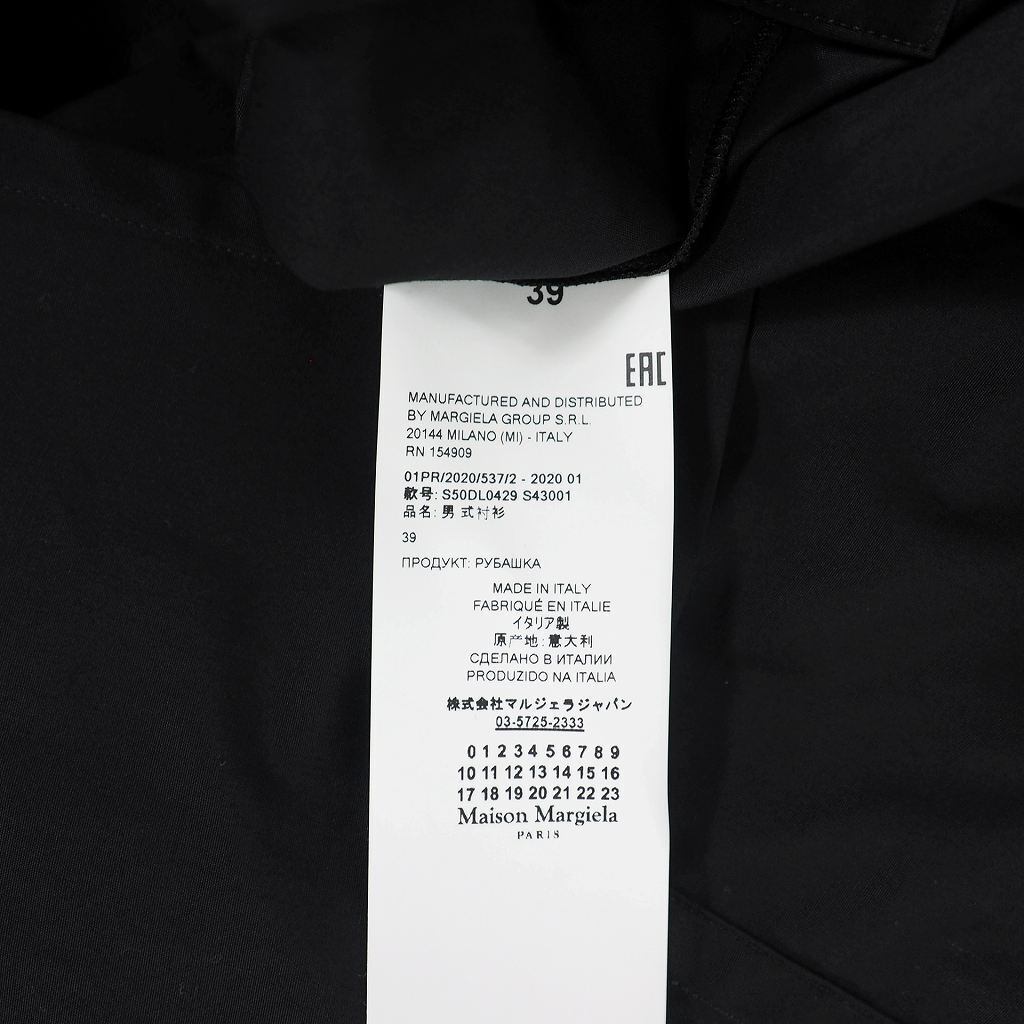 39
EAC
MANUFACTURED AND DISTRIBUTED
BY MARGIELA GROUP S.R.L.
20144 MILANO (MI) - ITALY
RN 154909
01PR/2020/537/2 - 2020 01
款号: S50DL0429 S43001
品名: 男 式衬衫
39
ПРОДУКТ: РУБАШКА
MADE IN ITALY
FABRIQUÉ EN ITALIE
イタリア製
原产地: 意大利
СДЕЛАНО В ИТАЛИИ
PRODUZIDO NA ITALIA
株式会社マルジェラジャパン
03-5725-2333
0 1 2 3 4 5 6 7 8 9
10 11 12 13 14 15 16
17 18 19 20 21 22 23
Maison Margiela
PARIS